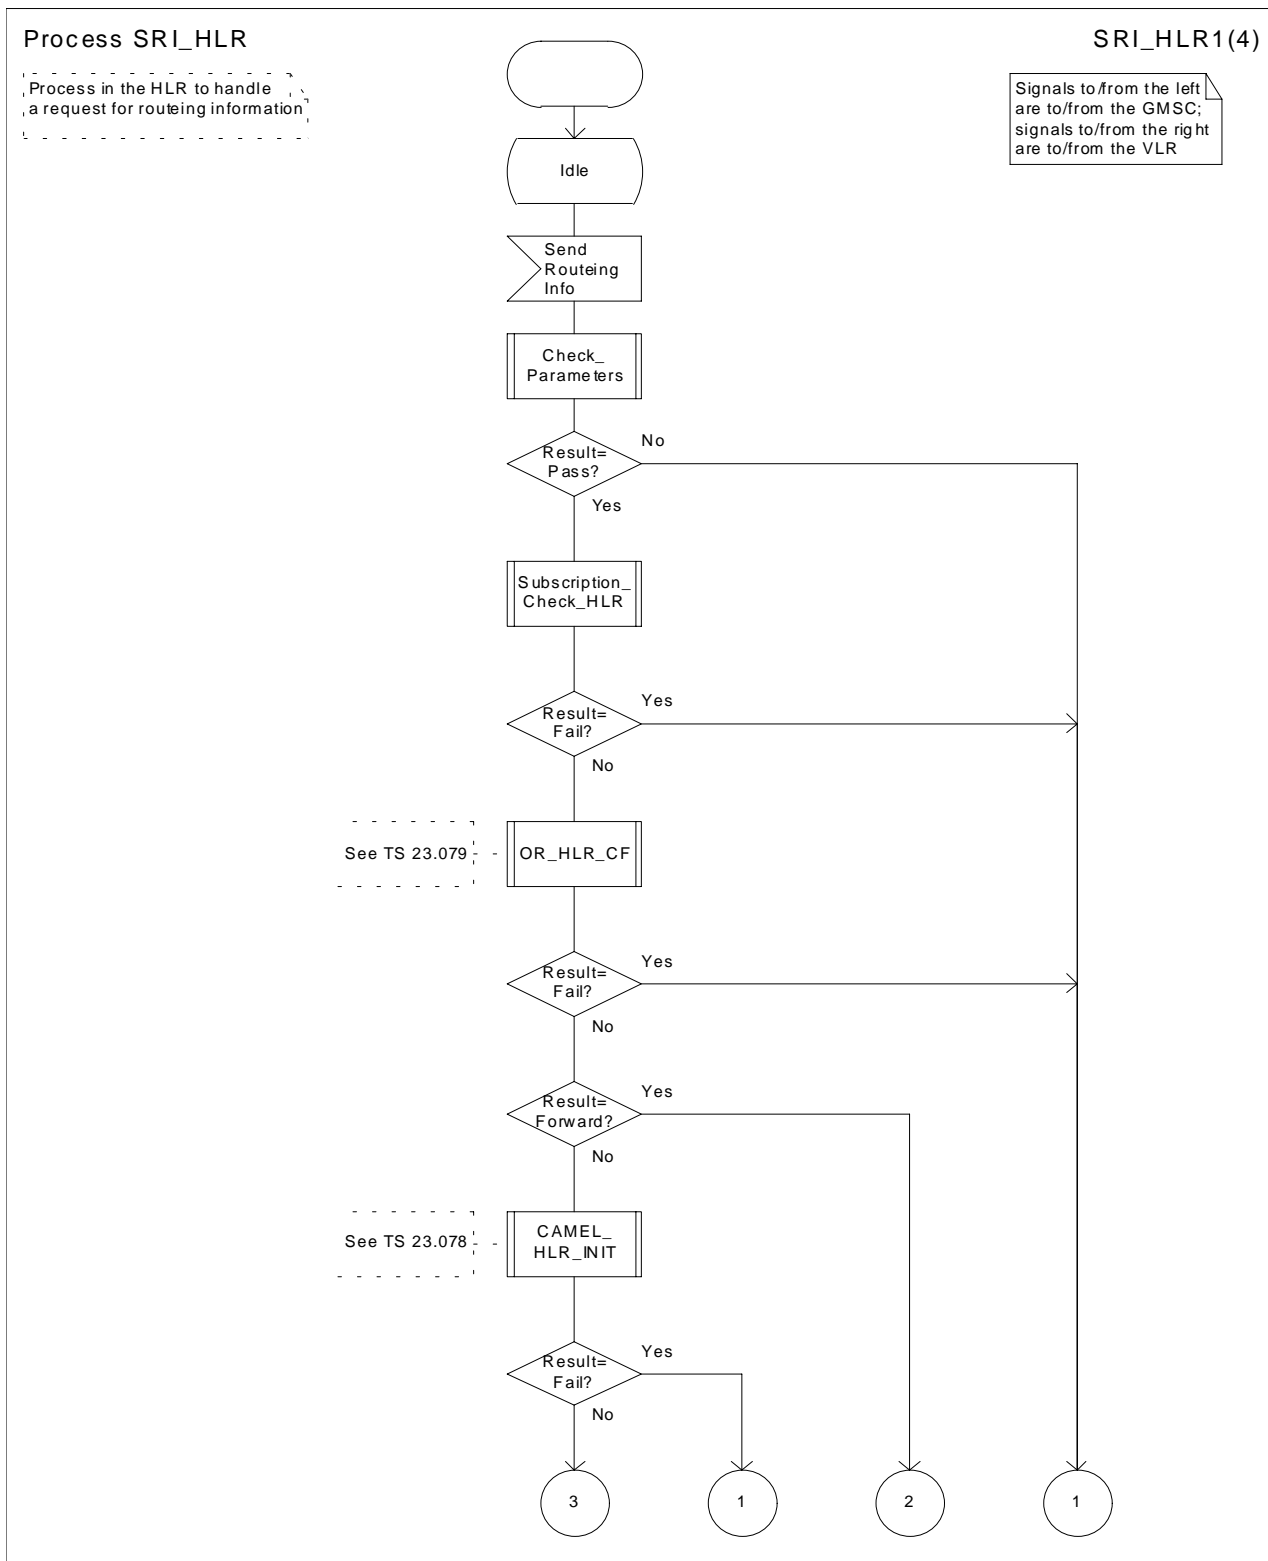 Process SRI_HLR
SRI_HLR1(4)
Process in the HLR to handle
a request for routeing information
Signals to/from the left
are to/from the GMSC;
signals to/from the right
are to/from the VLR
Idle
Send
Routeing
Info
Check_
Parameters
Result=
Pass?
No
Yes
Subscription_
Check_HLR
Result=
Fail?
Yes
No
See TS 23.079
OR_HLR_CF
Result=
Fail?
Yes
No
Result=
Forward?
Yes
No
See TS 23.078
CAMEL_
HLR_INIT
Result=
Fail?
Yes
No
3
1
2
1